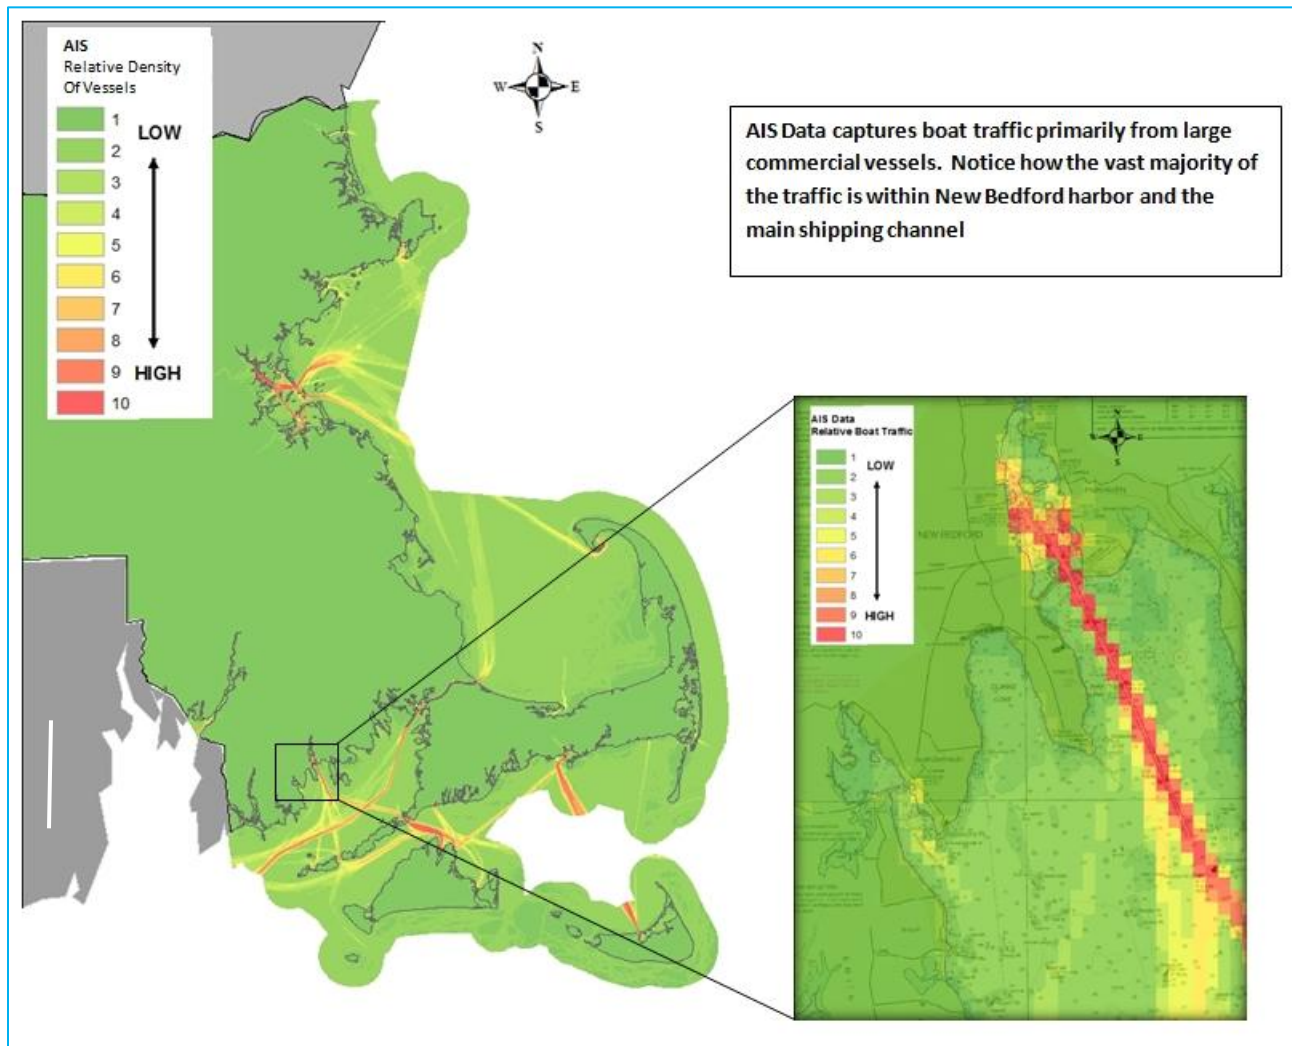 AIS
Relative Density
Of Vessels
1
2
3
4
5
6
7
8
9
10
LOW
HIGH
N
W
E
S
AIS Data captures boat traffic primarily from large
commercial vessels. Notice how the vast majority of
the traffic is within New Bedford harbor and the
main shipping channel
AIS Data
Relative Boat Traffic
1
2
3
4
5
6
7
8
9
10
LOW
HIGH
N
E
S
NEW BEDFORD